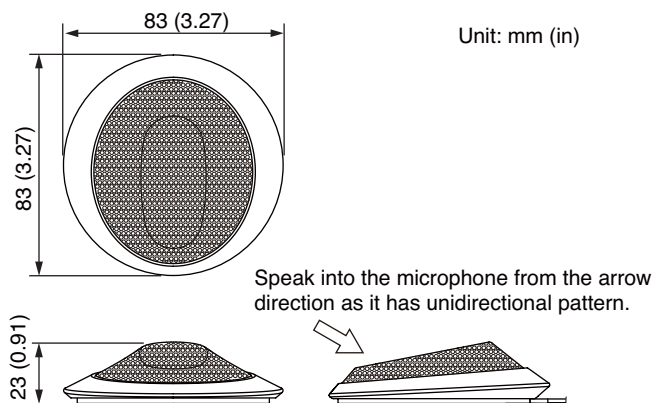 83 (3.27)
Unit: mm (in)
83 (3.27)
Speak into the microphone from the arrow
direction as it has unidirectional pattern.
23 (0.91)